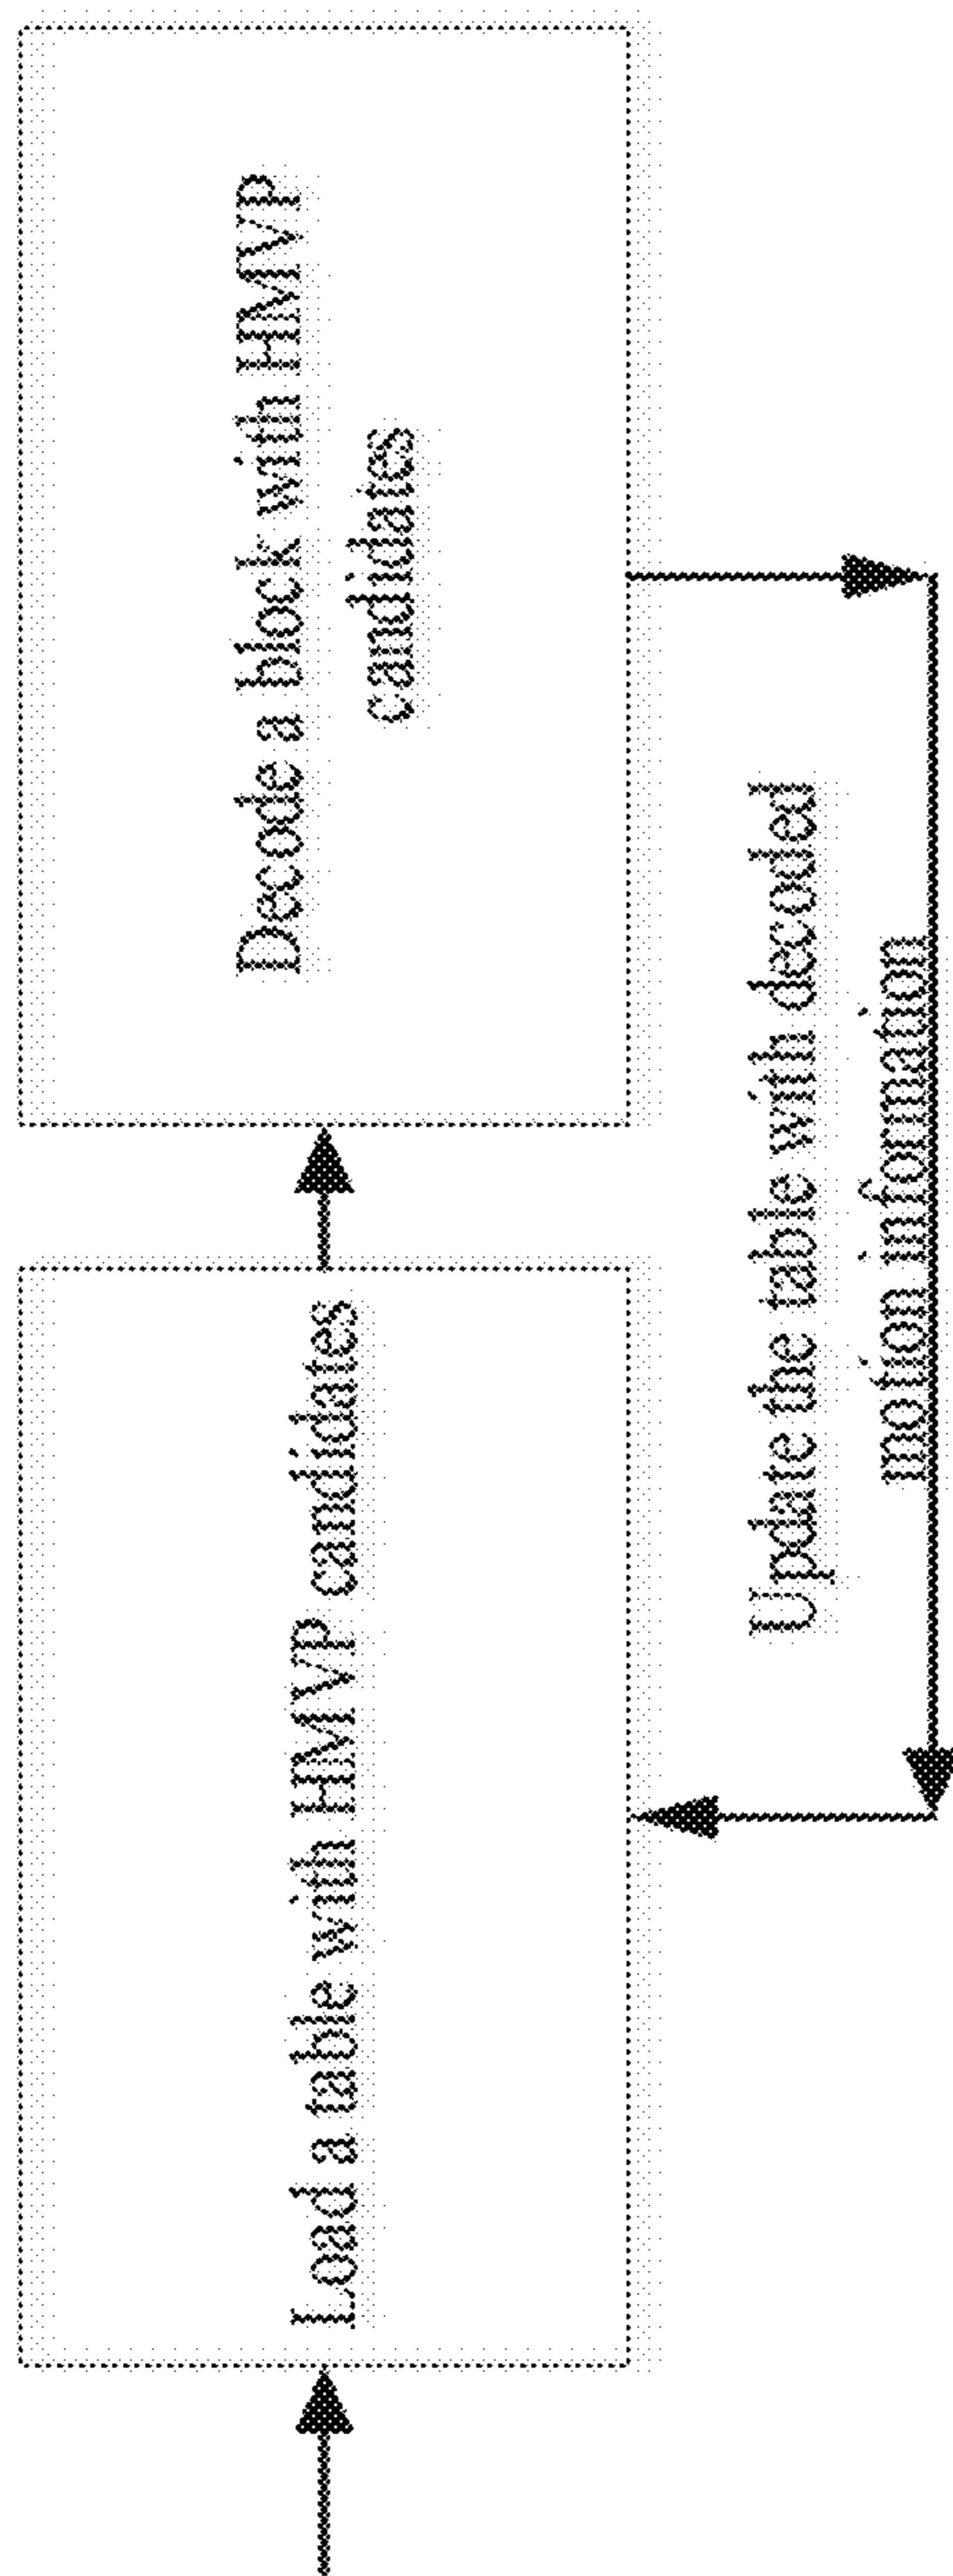 Load a table with HMVP candidates
Decode a block with HMVP
candidates
Update the table with decoded
motion information